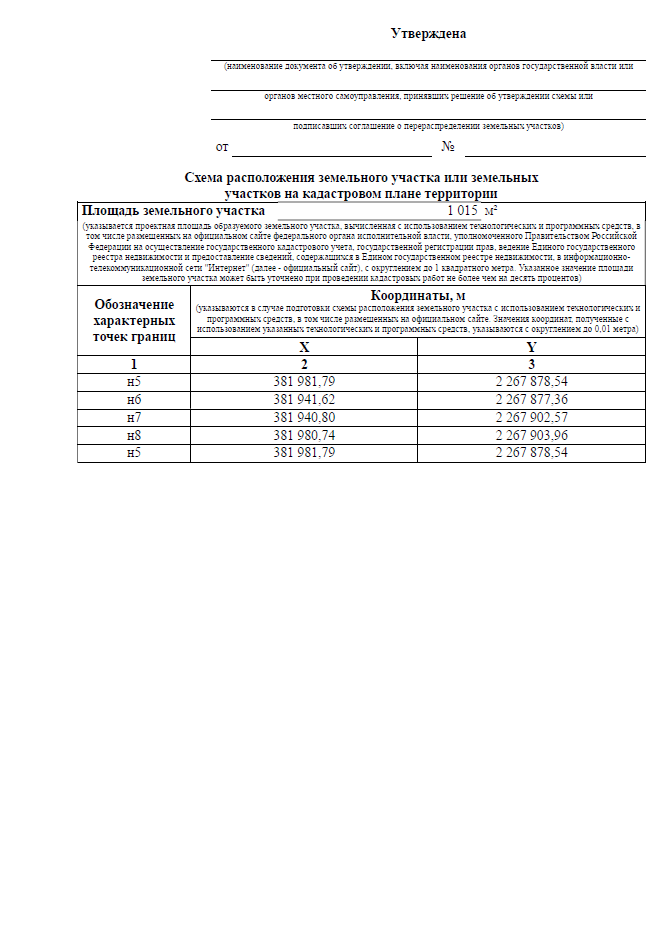 Утверждена
(наименование документа об утверждении, включая наименования органов государственной власти или
органов местного самоуправления, принявших решение об утверждении схемы или
подписавших соглашение о перераспределении земельных участков)
от №
Схема расположения земельного участка или земельных
участков на кадастровом плане территории
Площадь земельного участка 1 015 м²
(указывается проектная площадь образуемого земельного участка, вычисленная с использованием технологических и программных средств, в
том числе размещенных на официальном сайте федерального органа исполнительной власти, уполномоченного Правительством Российской
Федерации на осуществление государственного кадастрового учета, государственной регистрации прав, ведение Единого государственного
реестра недвижимости и предоставление сведений, содержащихся в Едином государственном реестре недвижимости, в информационно-
телекоммуникационной сети "Интернет" (далее - официальный сайт), с округлением до 1 квадратного метра. Указанное значение площади
земельного участка может быть уточнено при проведении кадастровых работ не более чем на десять процентов)
Обозначение
характерных
точек границ
Координаты, м
(указываются в случае подготовки схемы расположения земельного участка с использованием технологических и
программных средств, в том числе размещенных на официальном сайте. Значения координат, полученные с
использованием указанных технологических и программных средств, указываются с округлением до 0,01 метра)
X Y
1 2 3
н5 381 981,79 2 267 878,54
н6 381 941,62 2 267 877,36
н7 381 940,80 2 267 902,57
н8 381 980,74 2 267 903,96
н5 381 981,79 2 267 878,54